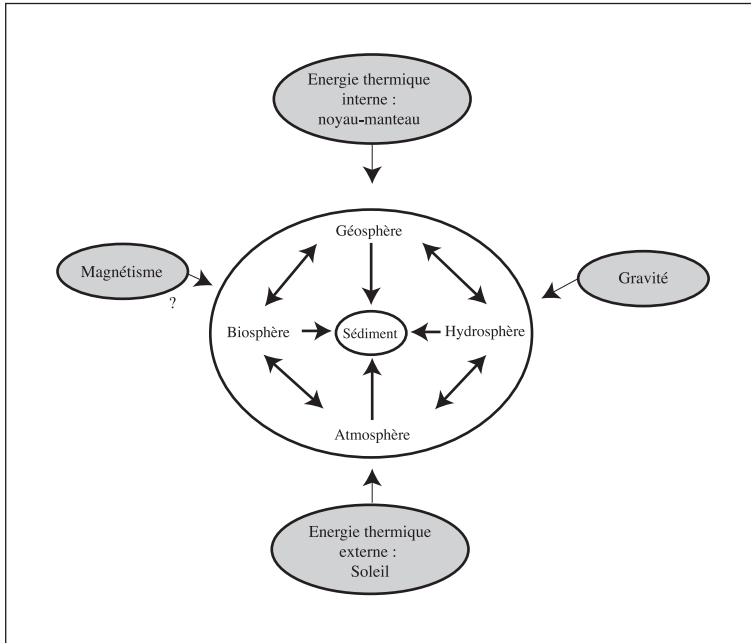 Energie thermique
interne :
noyau-manteau
Géosphère
Magnétisme
?
Gravité
Biosphère
Sédiment
Hydrosphère
Atmosphère
Energie thermique
externe :
Soleil